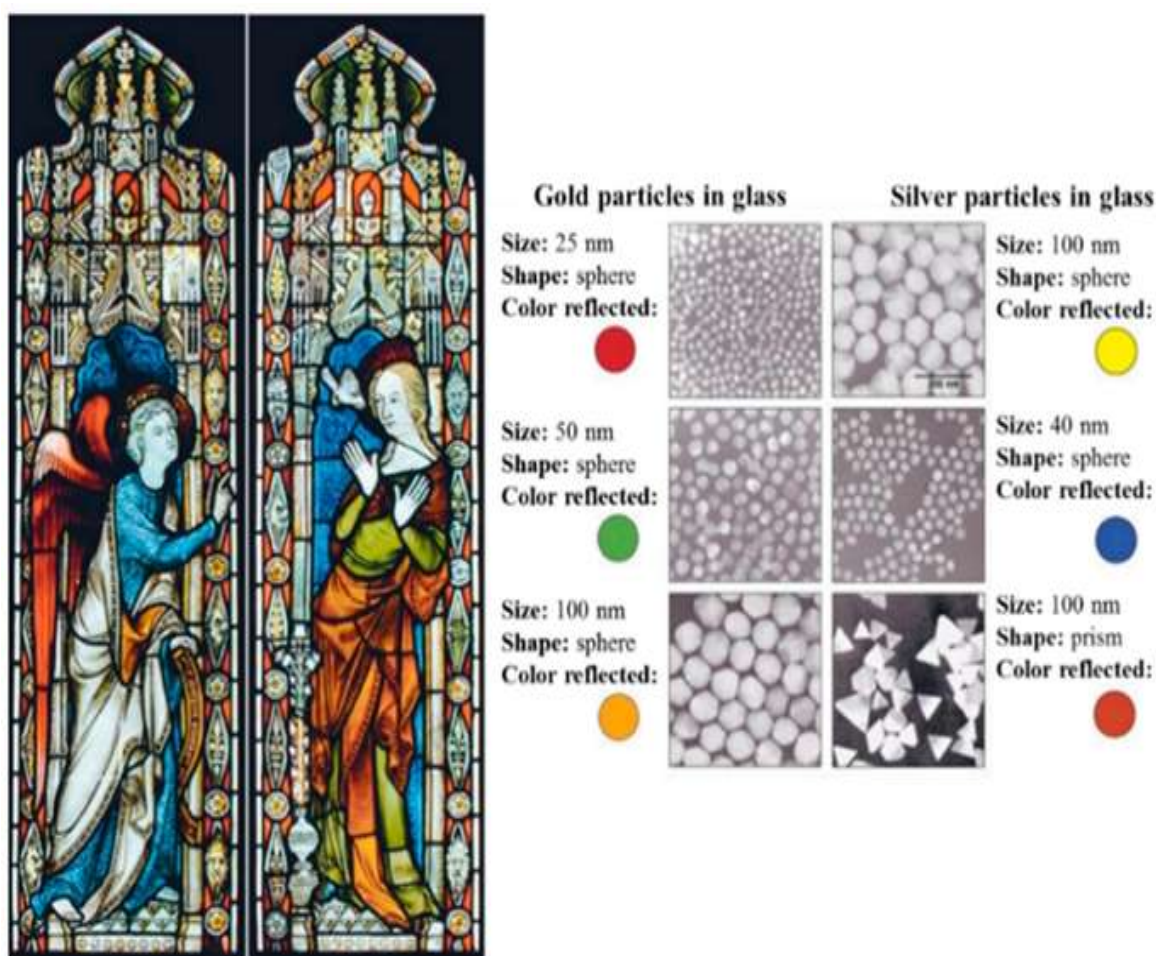 Gold particles in glass
Silver particles in glass
Size: 25 nm
Shape: sphere
Color reflected:
Size: 100 nm
Shape: sphere
Color reflected:
Size: 50 nm
Shape: sphere
Color reflected:
Size: 40 nm
Shape: sphere
Color reflected:
Size: 100 nm
Shape: sphere
Color reflected:
Size: 100 nm
Shape: prism
Color reflected: